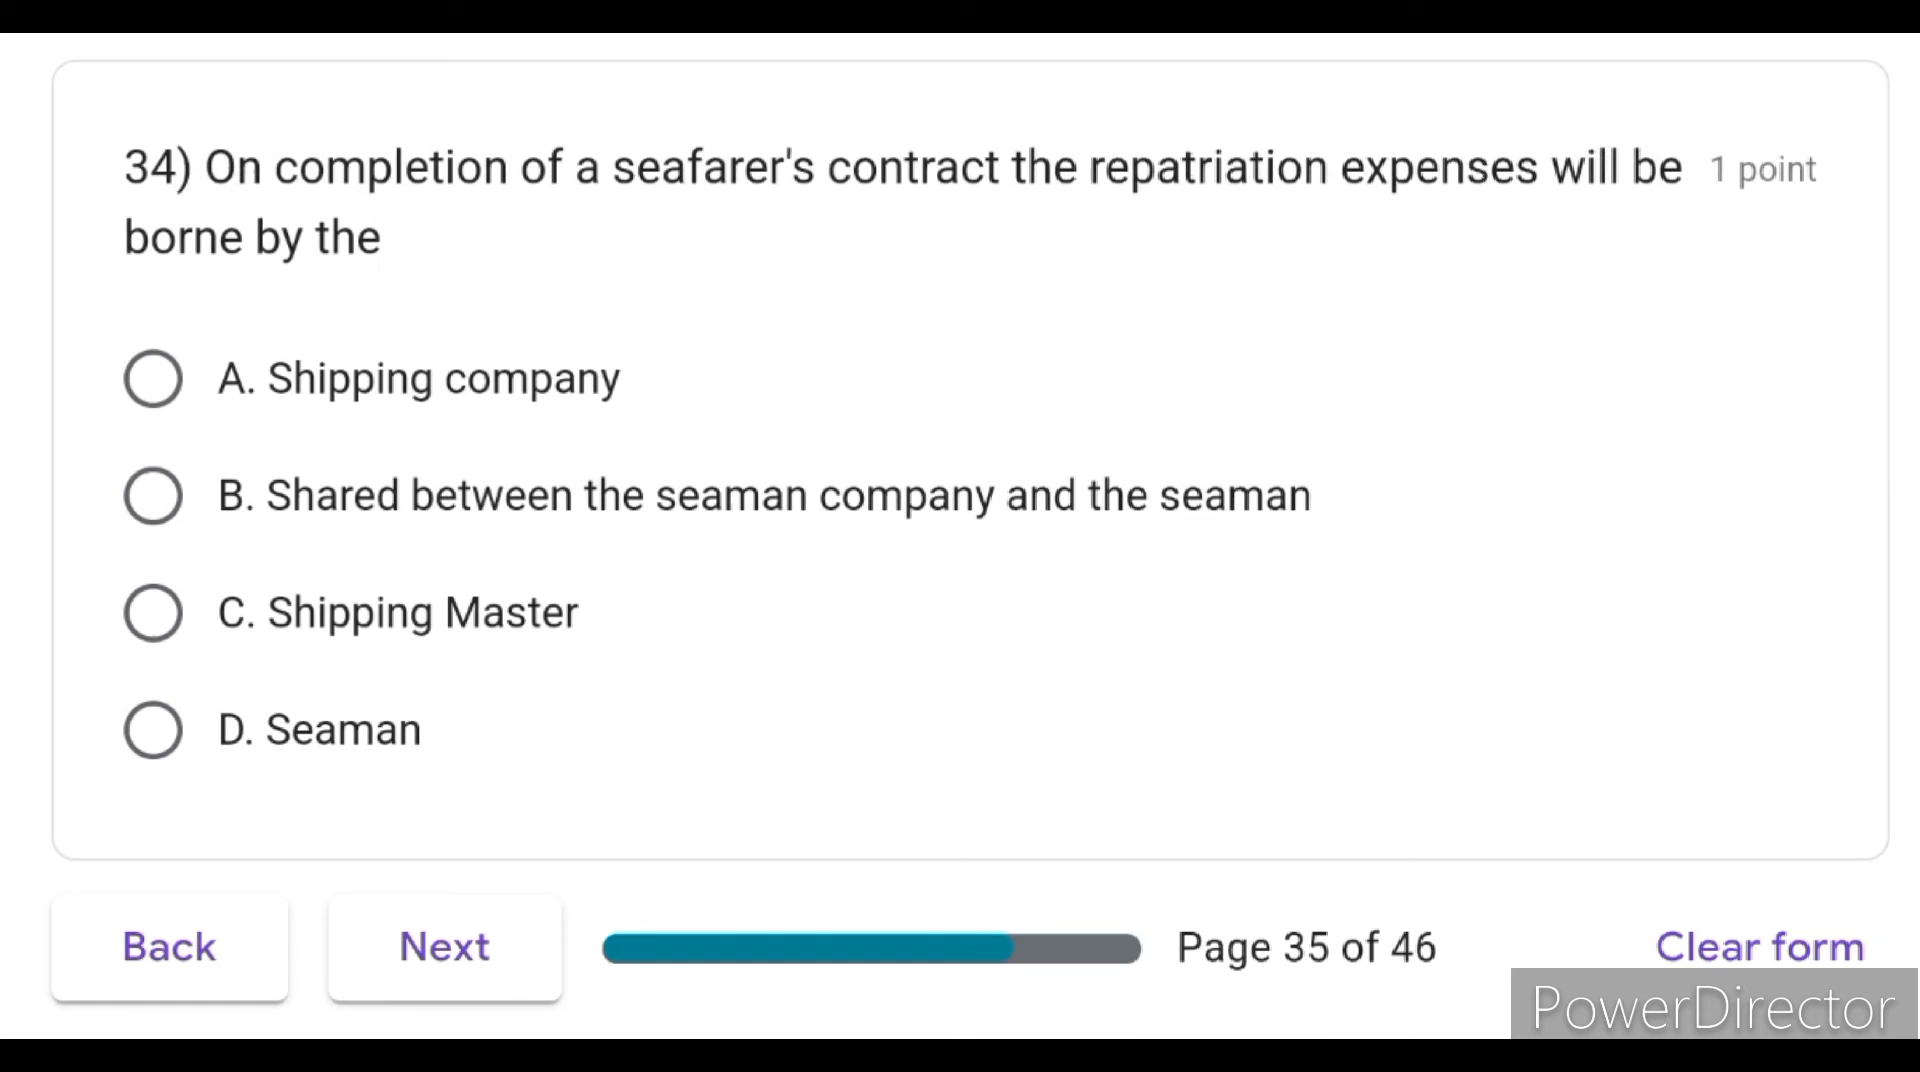 34) On completion of a seafarer's contract the repatriation expenses will be 1 point
borne by the
A. Shipping company
B. Shared between the seaman company and the seaman
C. Shipping Master
D. Seaman
Back Next Page 35 of 46 Clear form
PowerDirector